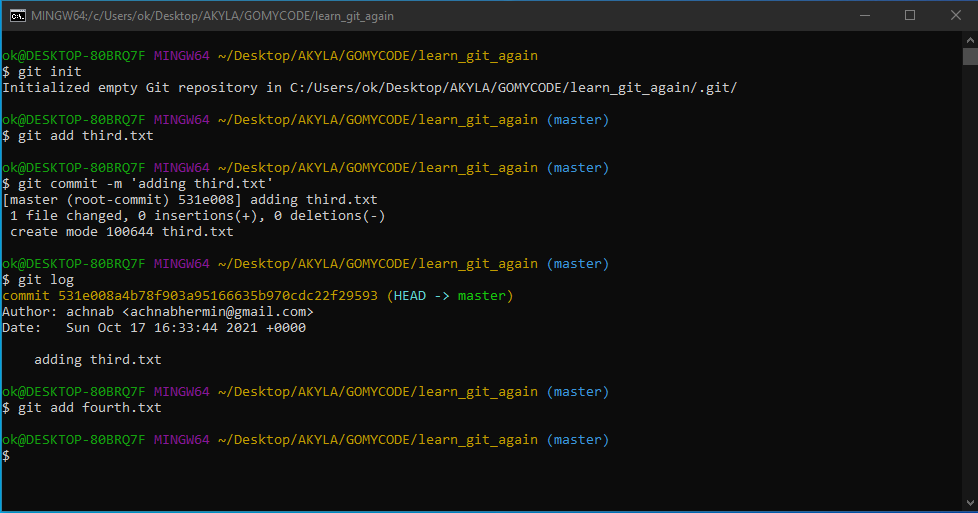 MINGW64:/c/Users/ok/Desktop/AKYLA/GOMYCODE/learn_git_again
ok@DESKTOP-80BRQ7F MINGW64 ~/Desktop/AKYLA/GOMYCODE/learn_git_again
$ git init
Initialized empty Git repository in C:/Users/ok/Desktop/AKYLA/GOMYCODE/learn_git_again/.git/
ok@DESKTOP-80BRQ7F MINGW64 ~/Desktop/AKYLA/GOMYCODE/learn_git_again (master)
$ git add third.txt
ok@DESKTOP-80BRQ7F MINGW64 ~/Desktop/AKYLA/GOMYCODE/learn_git_again (master)
$ git commit -m 'adding third.txt'
[master (root-commit) 531e008] adding third.txt
 1 file changed, 0 insertions(+), 0 deletions(-)
 create mode 100644 third.txt
ok@DESKTOP-80BRQ7F MINGW64 ~/Desktop/AKYLA/GOMYCODE/learn_git_again (master)
$ git log
commit 531e008a4b78f903a95166635b970cdc22f29593 (HEAD -> master)
Author: achnab <achnabhermin@gmail.com>
Date:   Sun Oct 17 16:33:44 2021 +0000
    adding third.txt
ok@DESKTOP-80BRQ7F MINGW64 ~/Desktop/AKYLA/GOMYCODE/learn_git_again (master)
$ git add fourth.txt
ok@DESKTOP-80BRQ7F MINGW64 ~/Desktop/AKYLA/GOMYCODE/learn_git_again (master)
$